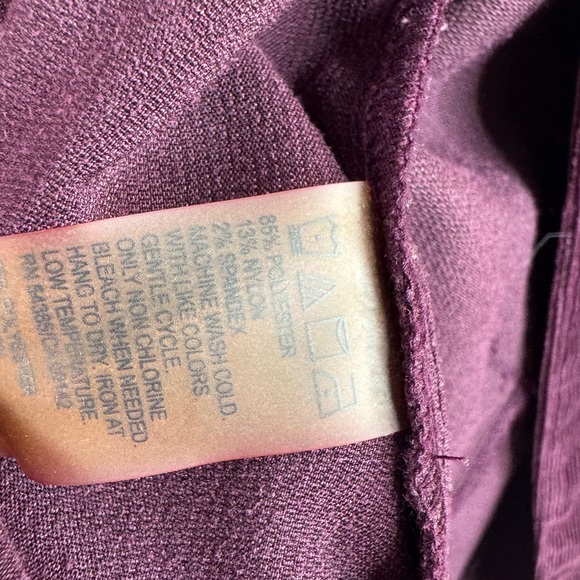 85% POLYESTER
13% NYLON
2% SPANDEX
MACHINE WASH COLD.
WITH LIKE COLORS
GENTLE CYCLE.
ONLY NON CHLORINE
BLEACH WHEN NEEDED.
HANG TO DRY, IRON AT
LOW TEMPERATURE